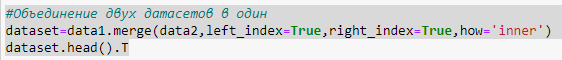 #Объединение двух датасетов в один
dataset=data1.merge(data2,left_index=True,right_index=True,how='inner')
dataset.head().T